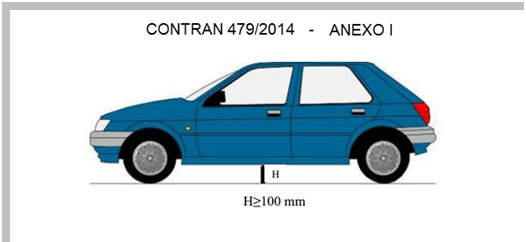 CONTRAN 479/2014 - ANEXO I
H
H≥100 mm